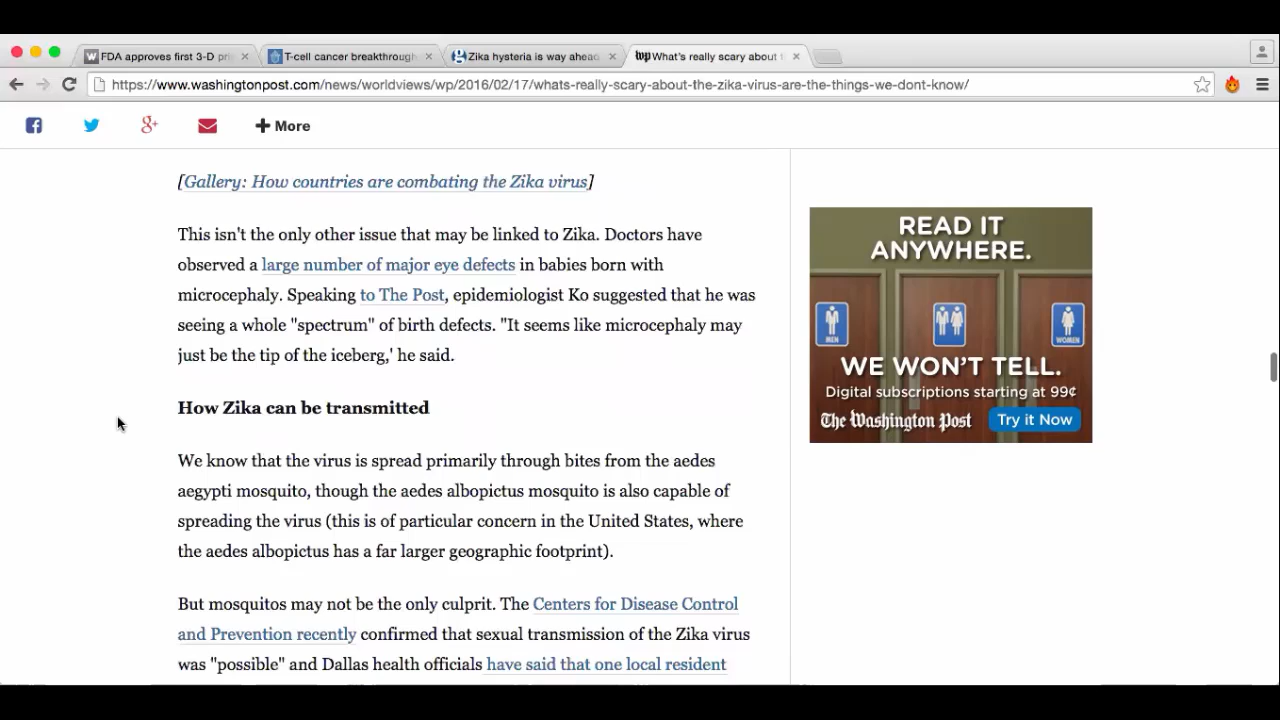 FDA approves first 3-D pri
T-cell cancer breakthrough
Zika hysteria is way ahead
What's really scary about t
https://www.washingtonpost.com/news/worldviews/wp/2016/02/17/whats-really-scary-about-the-zika-virus-are-the-things-we-dont-know/
+ More
[Gallery: How countries are combating the Zika virus]
This isn't the only other issue that may be linked to Zika. Doctors have
observed a large number of major eye defects in babies born with
microcephaly. Speaking to The Post, epidemiologist Ko suggested that he was
seeing a whole "spectrum" of birth defects. "It seems like microcephaly may
just be the tip of the iceberg,' he said.
How Zika can be transmitted
We know that the virus is spread primarily through bites from the aedes
aegypti mosquito, though the aedes albopictus mosquito is also capable of
spreading the virus (this is of particular concern in the United States, where
the aedes albopictus has a far larger geographic footprint).
But mosquitos may not be the only culprit. The Centers for Disease Control
and Prevention recently confirmed that sexual transmission of the Zika virus
was "possible" and Dallas health officials have said that one local resident
READ IT
ANYWHERE.
MEN
WOMEN
WE WON'T TELL.
Digital subscriptions starting at 99¢
The Washington Post
Try it Now